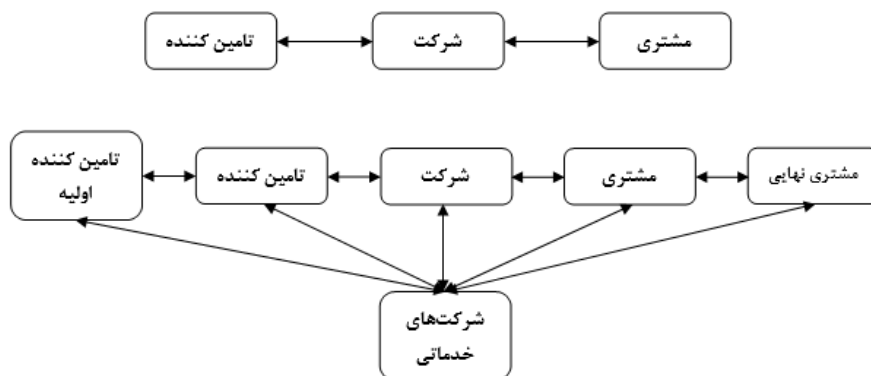 مشتری
شرکت
تامین کننده
مشتری نهایی
مشتری
شرکت
تامین کننده
تامین کننده
اولیه
شرکت‌های
خدماتی